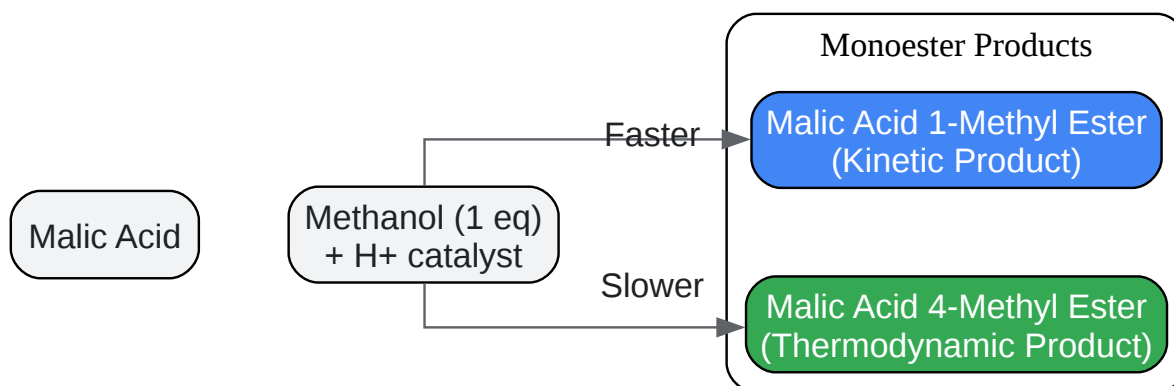 Monoester Products
Faster
Malic Acid 1-Methyl Ester
(Kinetic Product)
Malic Acid
Methanol (1 eq)
+ H+ catalyst
Slower
Malic Acid 4-Methyl Ester
(Thermodynamic Product)